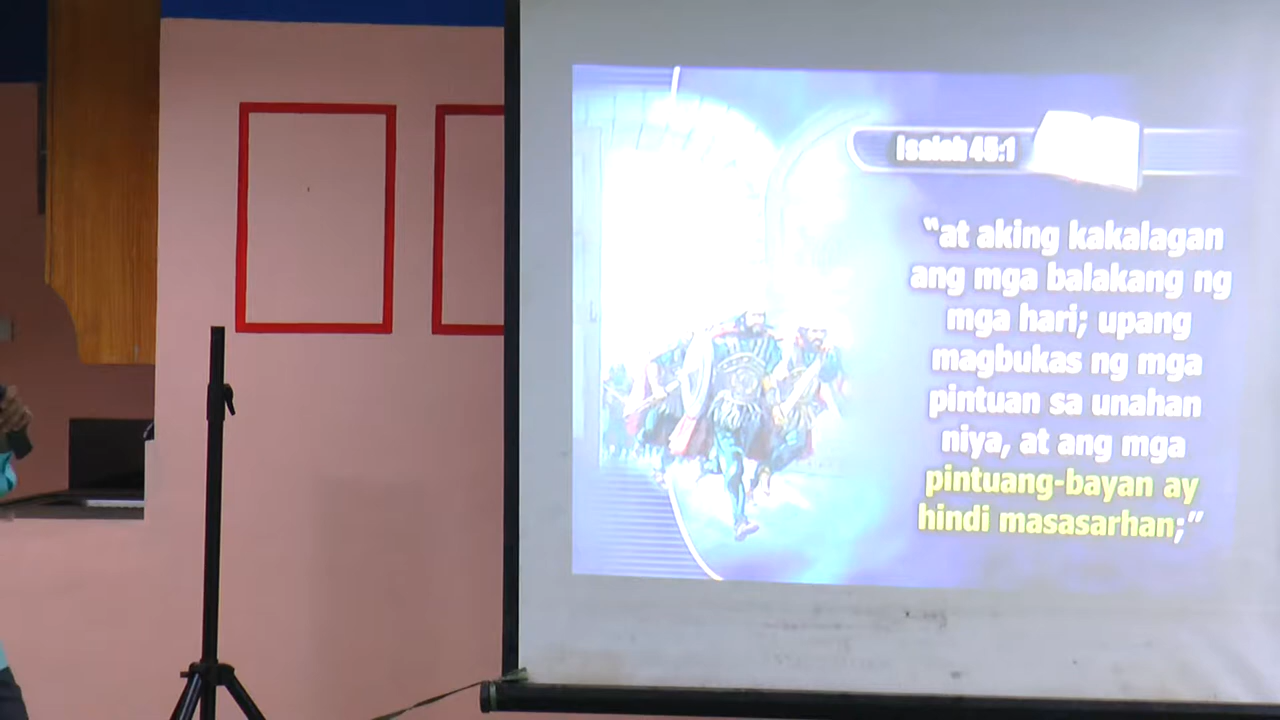 Isaiah 45:1
“at aking kakalagan
ang mga balakang ng
mga hari; upang
magbukas ng mga
pintuan sa unahan
niya, at ang mga
pintuang-bayan ay
hindi masasarhan;”